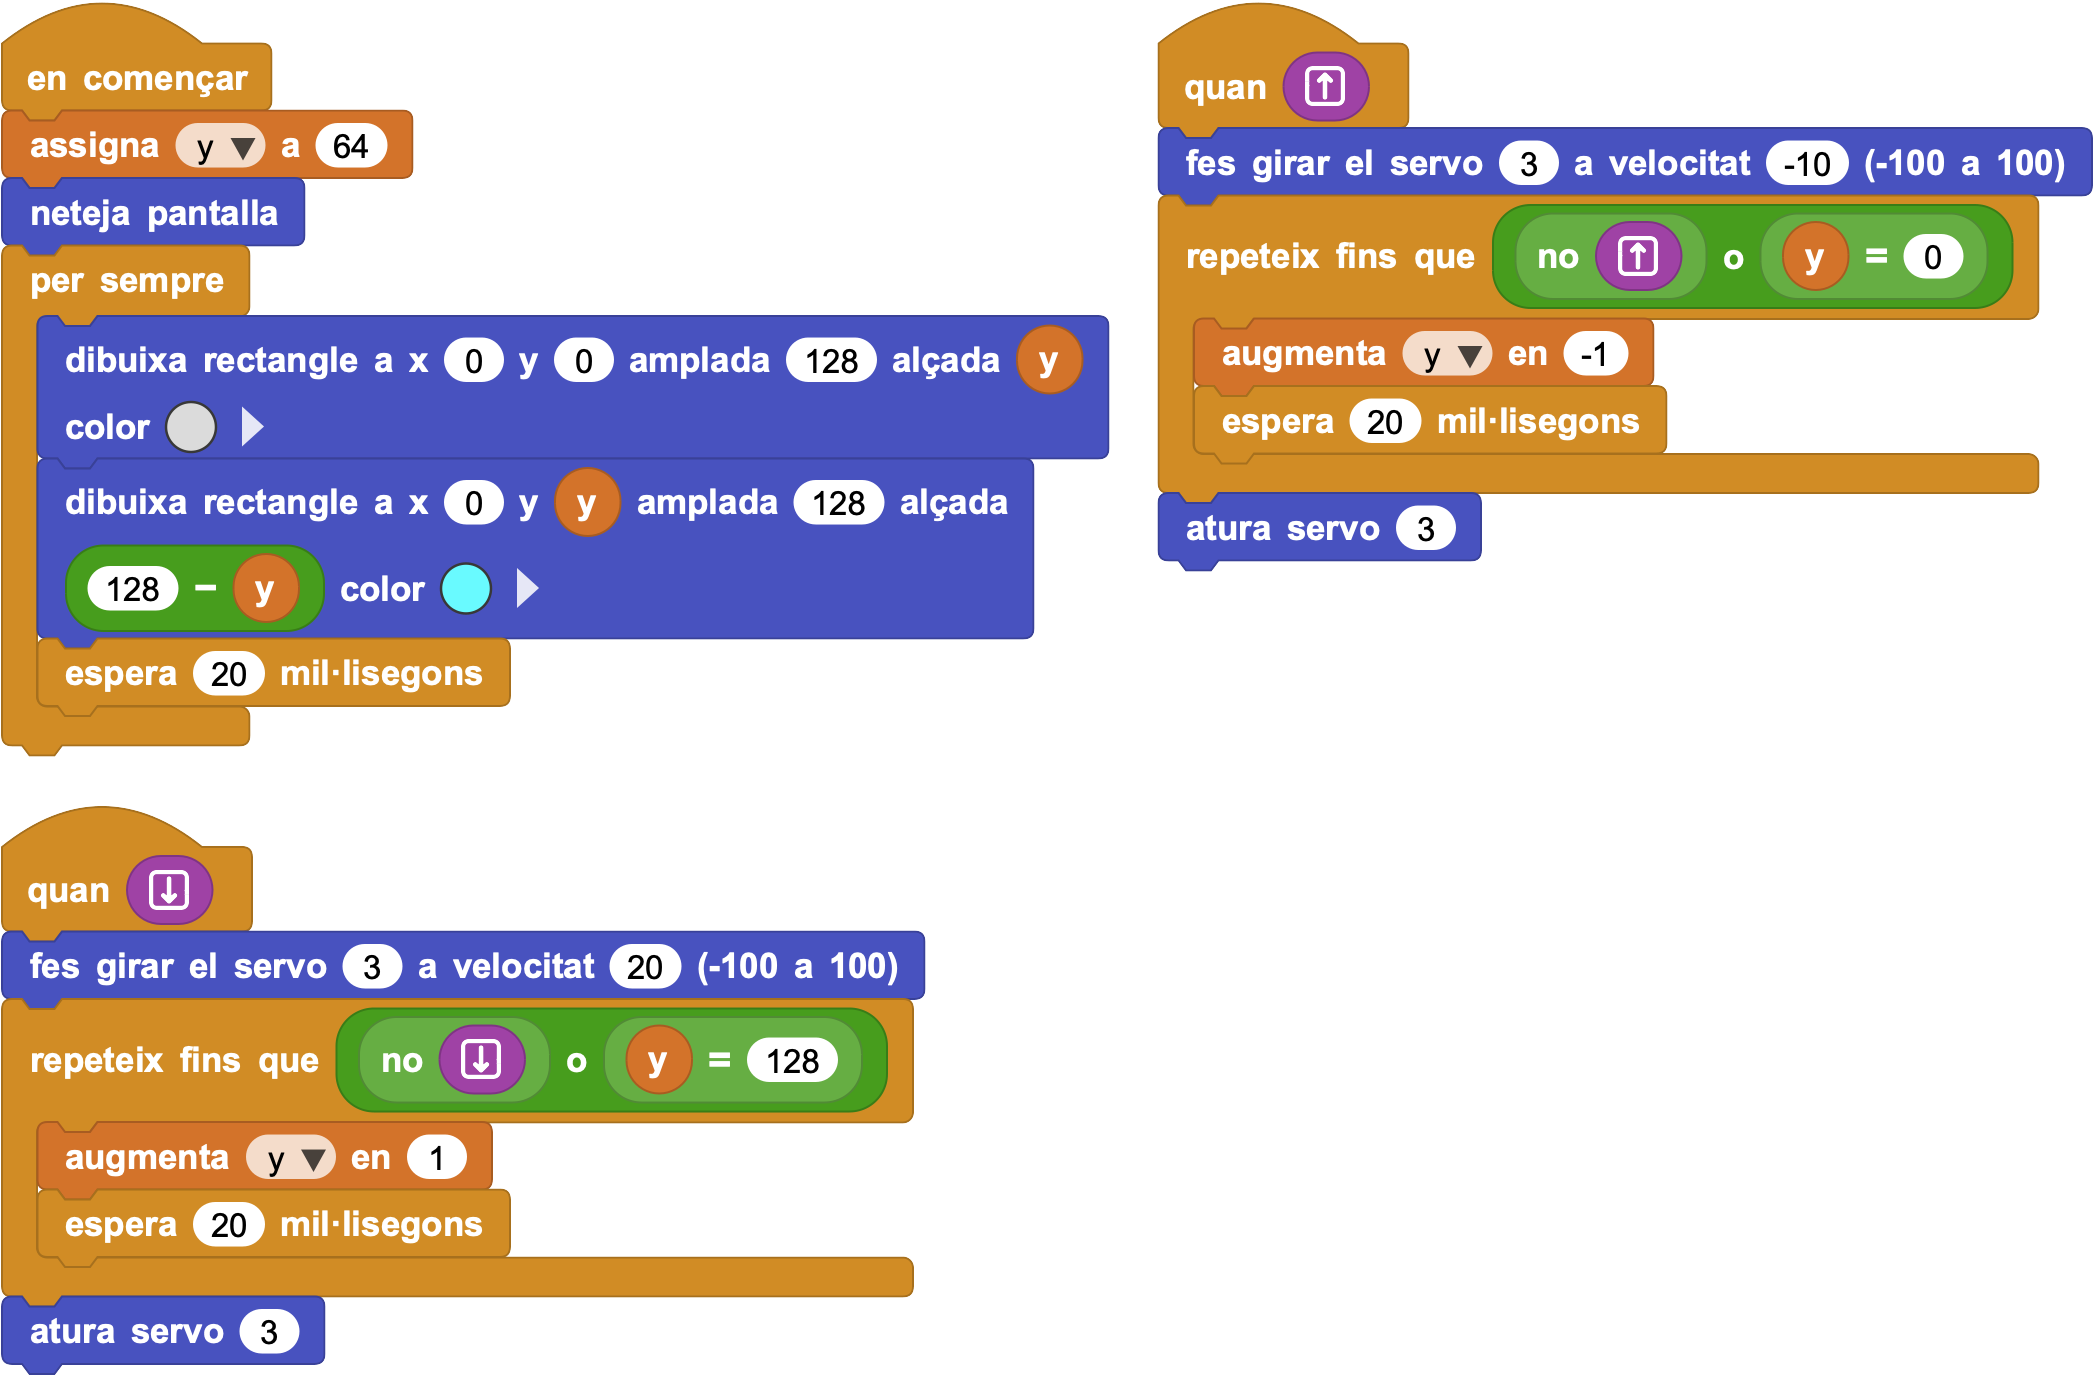 en començar
assigna y ▼ a 64
neteja pantalla
per sempre
dibuixa rectangle a x 0 y 0 amplada 128 alçada y
color
dibuixa rectangle a x 0 y y amplada 128 alçada
128 - y color
espera 20 mil·lisegons
quan ↑
fes girar el servo 3 a velocitat -10 (-100 a 100)
repeteix fins que no ↑ o y = 0
augmenta y ▼ en -1
espera 20 mil·lisegons
atura servo 3
quan ↓
fes girar el servo 3 a velocitat 20 (-100 a 100)
repeteix fins que no ↓ o y = 128
augmenta y ▼ en 1
espera 20 mil·lisegons
atura servo 3